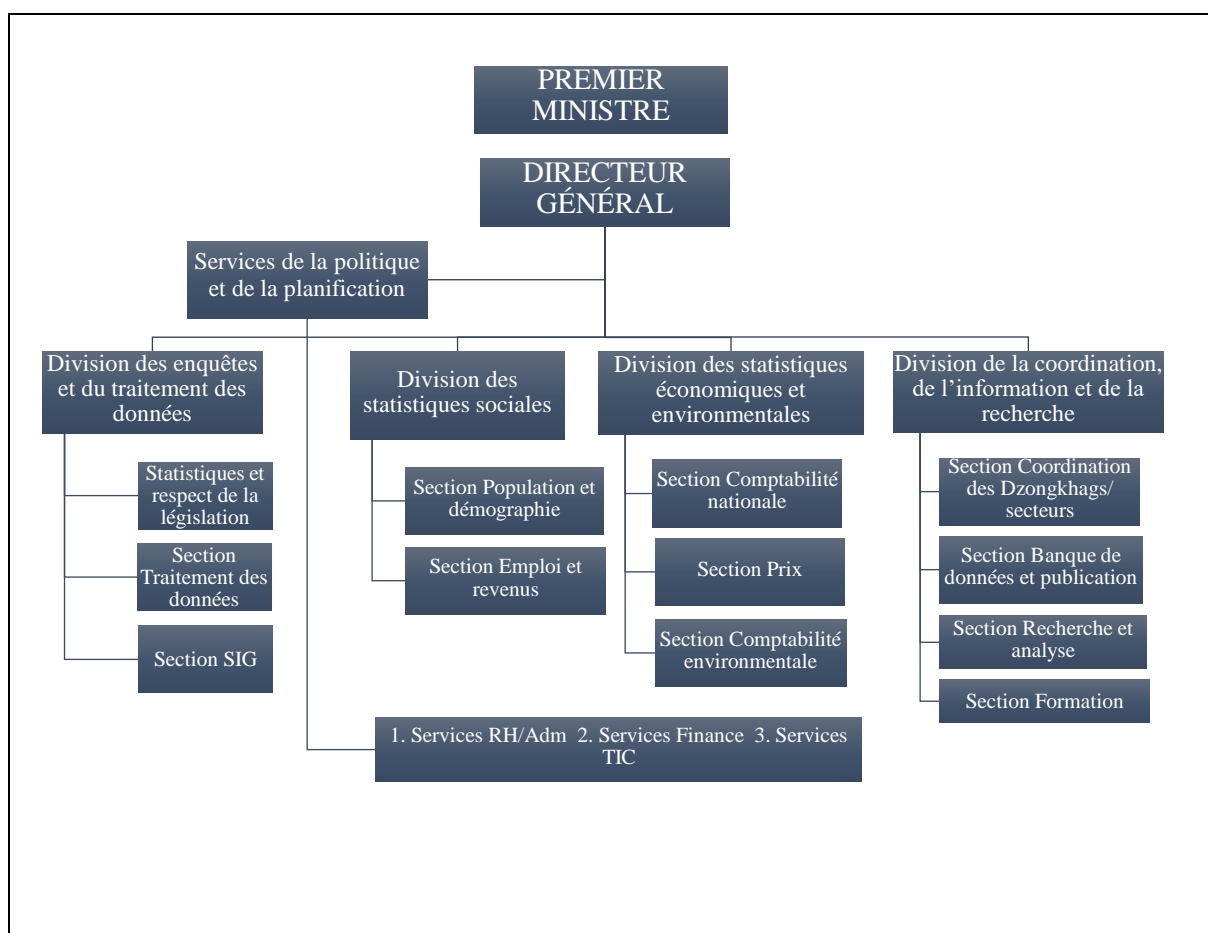 PREMIER
MINISTRE
DIRECTEUR
GÉNÉRAL
Services de la politique
et de la planification
Division des enquêtes
et du traitement des
données
Statistiques et
respect de la
législation
Section
Traitement des
données
Section SIG
Division des
statistiques sociales
Section Population et
démographie
Section Emploi et
revenus
Division des statistiques
économiques et
environmentales
Section Comptabilité
nationale
Section Prix
Section Comptabilité
environmentale
Division de la coordination,
de l’information et de la
recherche
Section Coordination
des Dzongkhags/
secteurs
Section Banque de
données et publication
Section Recherche et
analyse
Section Formation
1. Services RH/Adm 2. Services Finance 3. Services
TIC